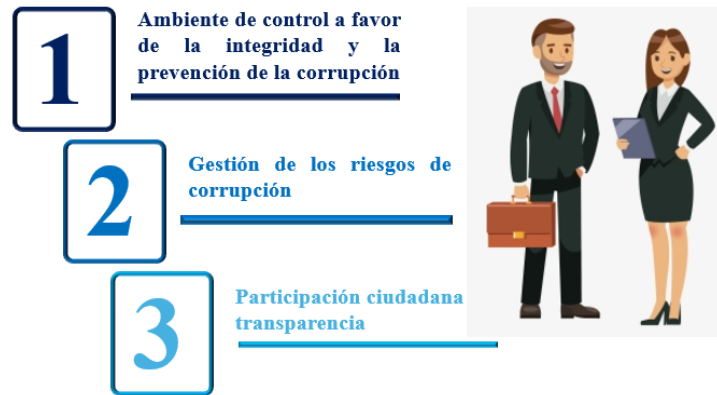 1
Ambiente de control a favor
de la integridad y la
prevención de la corrupción
2
Gestión de los riesgos de
corrupción
3
Participación ciudadana
transparencia